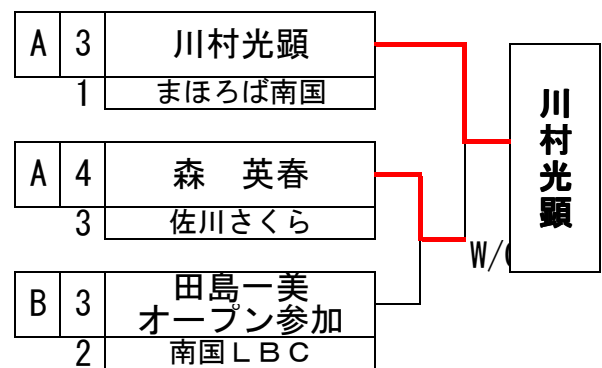 A 3 川村光顕
1 まほろば南国
A 4 森 英春
3 佐川さくら
B 3 田島一美
オープン参加
2 南国ＬＢＣ
W/
川村光顕